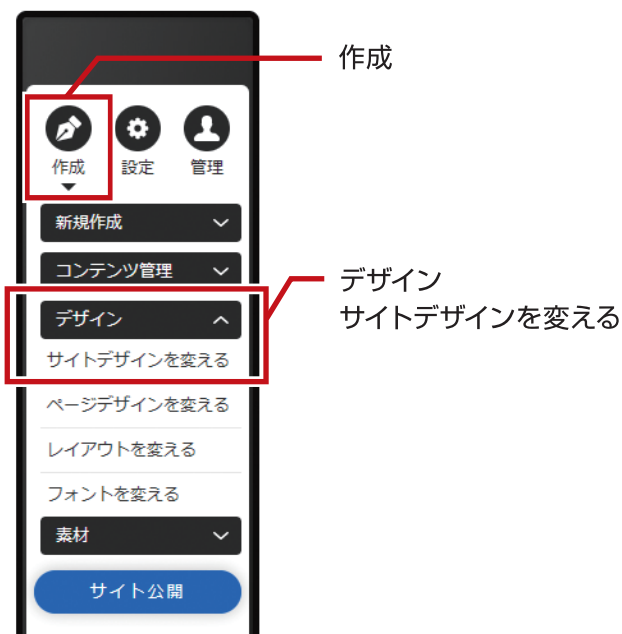 作成
作成
設定
管理
新規作成
コンテンツ管理
デザイン
サイトデザインを変える
デザイン
サイトデザインを変える
ページデザインを変える
レイアウトを変える
フォントを変える
素材
サイト公開